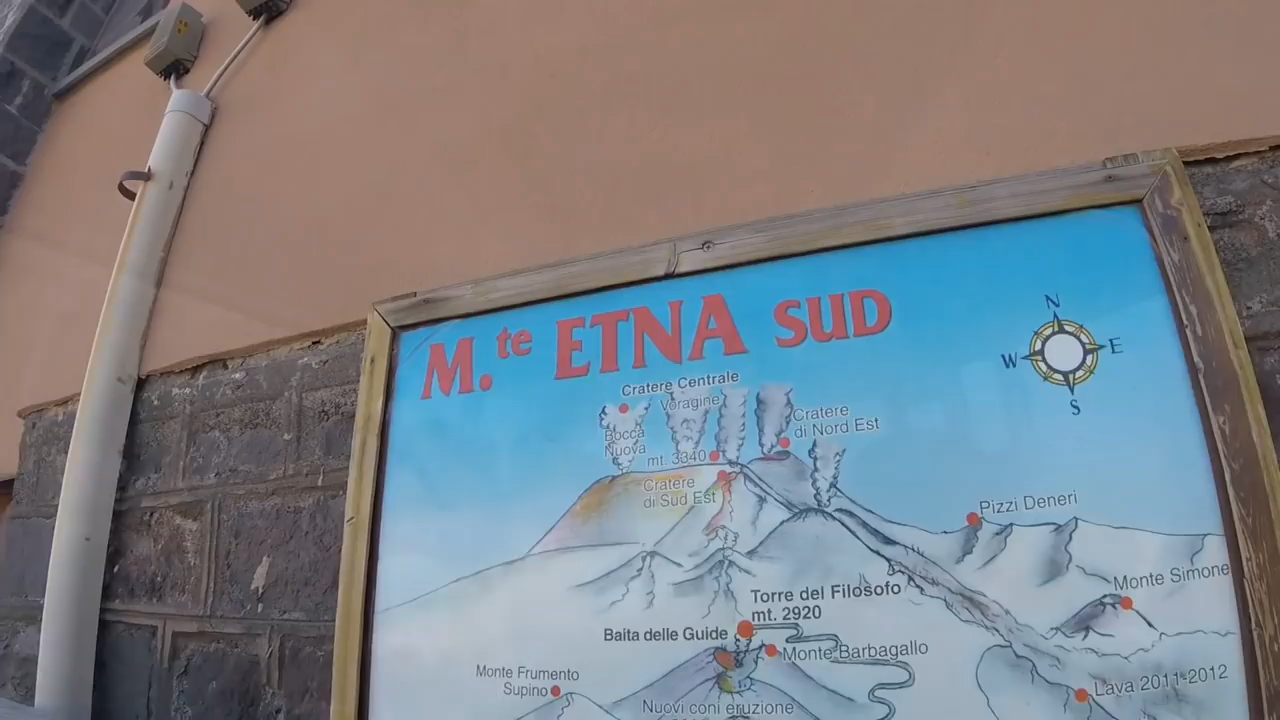 M.te ETNA SUD
N
W E
S
Cratere Centrale
Voragine
Bocca
Nuova
Cratere
di Nord Est
mt. 3340
Cratere
di Sud Est
Pizzi Deneri
Monte Simone
Torre del Filosofo
mt. 2920
Baita delle Guide
Monte Barbagallo
Monte Frumento
Supino
Lava 2011-2012
Nuovi coni eruzione